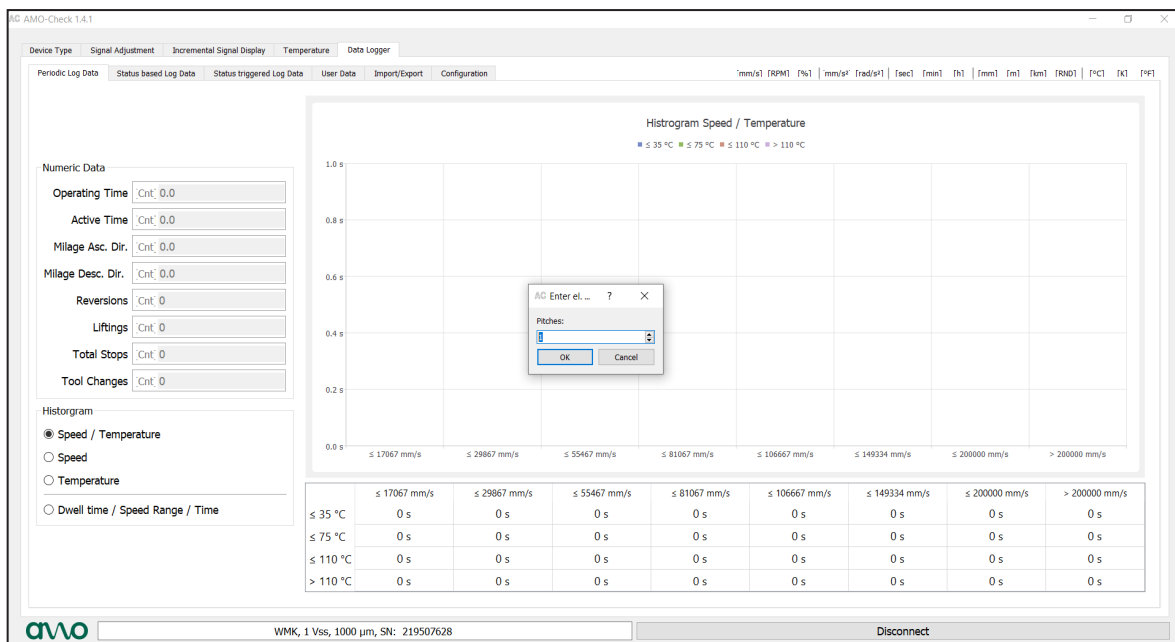 AC AMO-Check 1.4.1
Device Type Signal Adjustment Incremental Signal Display Temperature Data Logger
Periodic Log Data Status based Log Data Status triggered Log Data User Data Import/Export Configuration
[mm/s] [RPM] [%] [mm/s² [rad/s²] [sec] [min] [h] [mm] [m] [km] [RND] [°C] [K] [°F]
Histrogram Speed / Temperature
≤ 35 °C ≤ 75 °C ≤ 110 °C > 110 °C
Numeric Data
Operating Time [Cnt] 0.0
Active Time [Cnt] 0.0
Milage Asc. Dir. [Cnt] 0.0
Milage Desc. Dir. [Cnt] 0.0
Reversions [Cnt] 0
Liftings [Cnt] 0
Total Stops [Cnt] 0
Tool Changes [Cnt] 0
Historgram
Speed / Temperature
Speed
Temperature
Dwell time / Speed Range / Time
1.0 s
0.8 s
0.6 s
0.4 s
0.2 s
0.0 s
≤ 17067 mm/s ≤ 29867 mm/s ≤ 55467 mm/s ≤ 81067 mm/s ≤ 106667 mm/s ≤ 149334 mm/s ≤ 200000 mm/s > 200000 mm/s
AC Enter el. ... ?
Pitches:
1
OK Cancel
≤ 17067 mm/s ≤ 29867 mm/s ≤ 55467 mm/s ≤ 81067 mm/s ≤ 106667 mm/s ≤ 149334 mm/s ≤ 200000 mm/s > 200000 mm/s
≤ 35 °C 0 s 0 s 0 s 0 s 0 s 0 s 0 s 0 s
≤ 75 °C 0 s 0 s 0 s 0 s 0 s 0 s 0 s 0 s
≤ 110 °C 0 s 0 s 0 s 0 s 0 s 0 s 0 s 0 s
> 110 °C 0 s 0 s 0 s 0 s 0 s 0 s 0 s 0 s
amo WMK, 1 Vss, 1000 µm, SN: 219507628 Disconnect